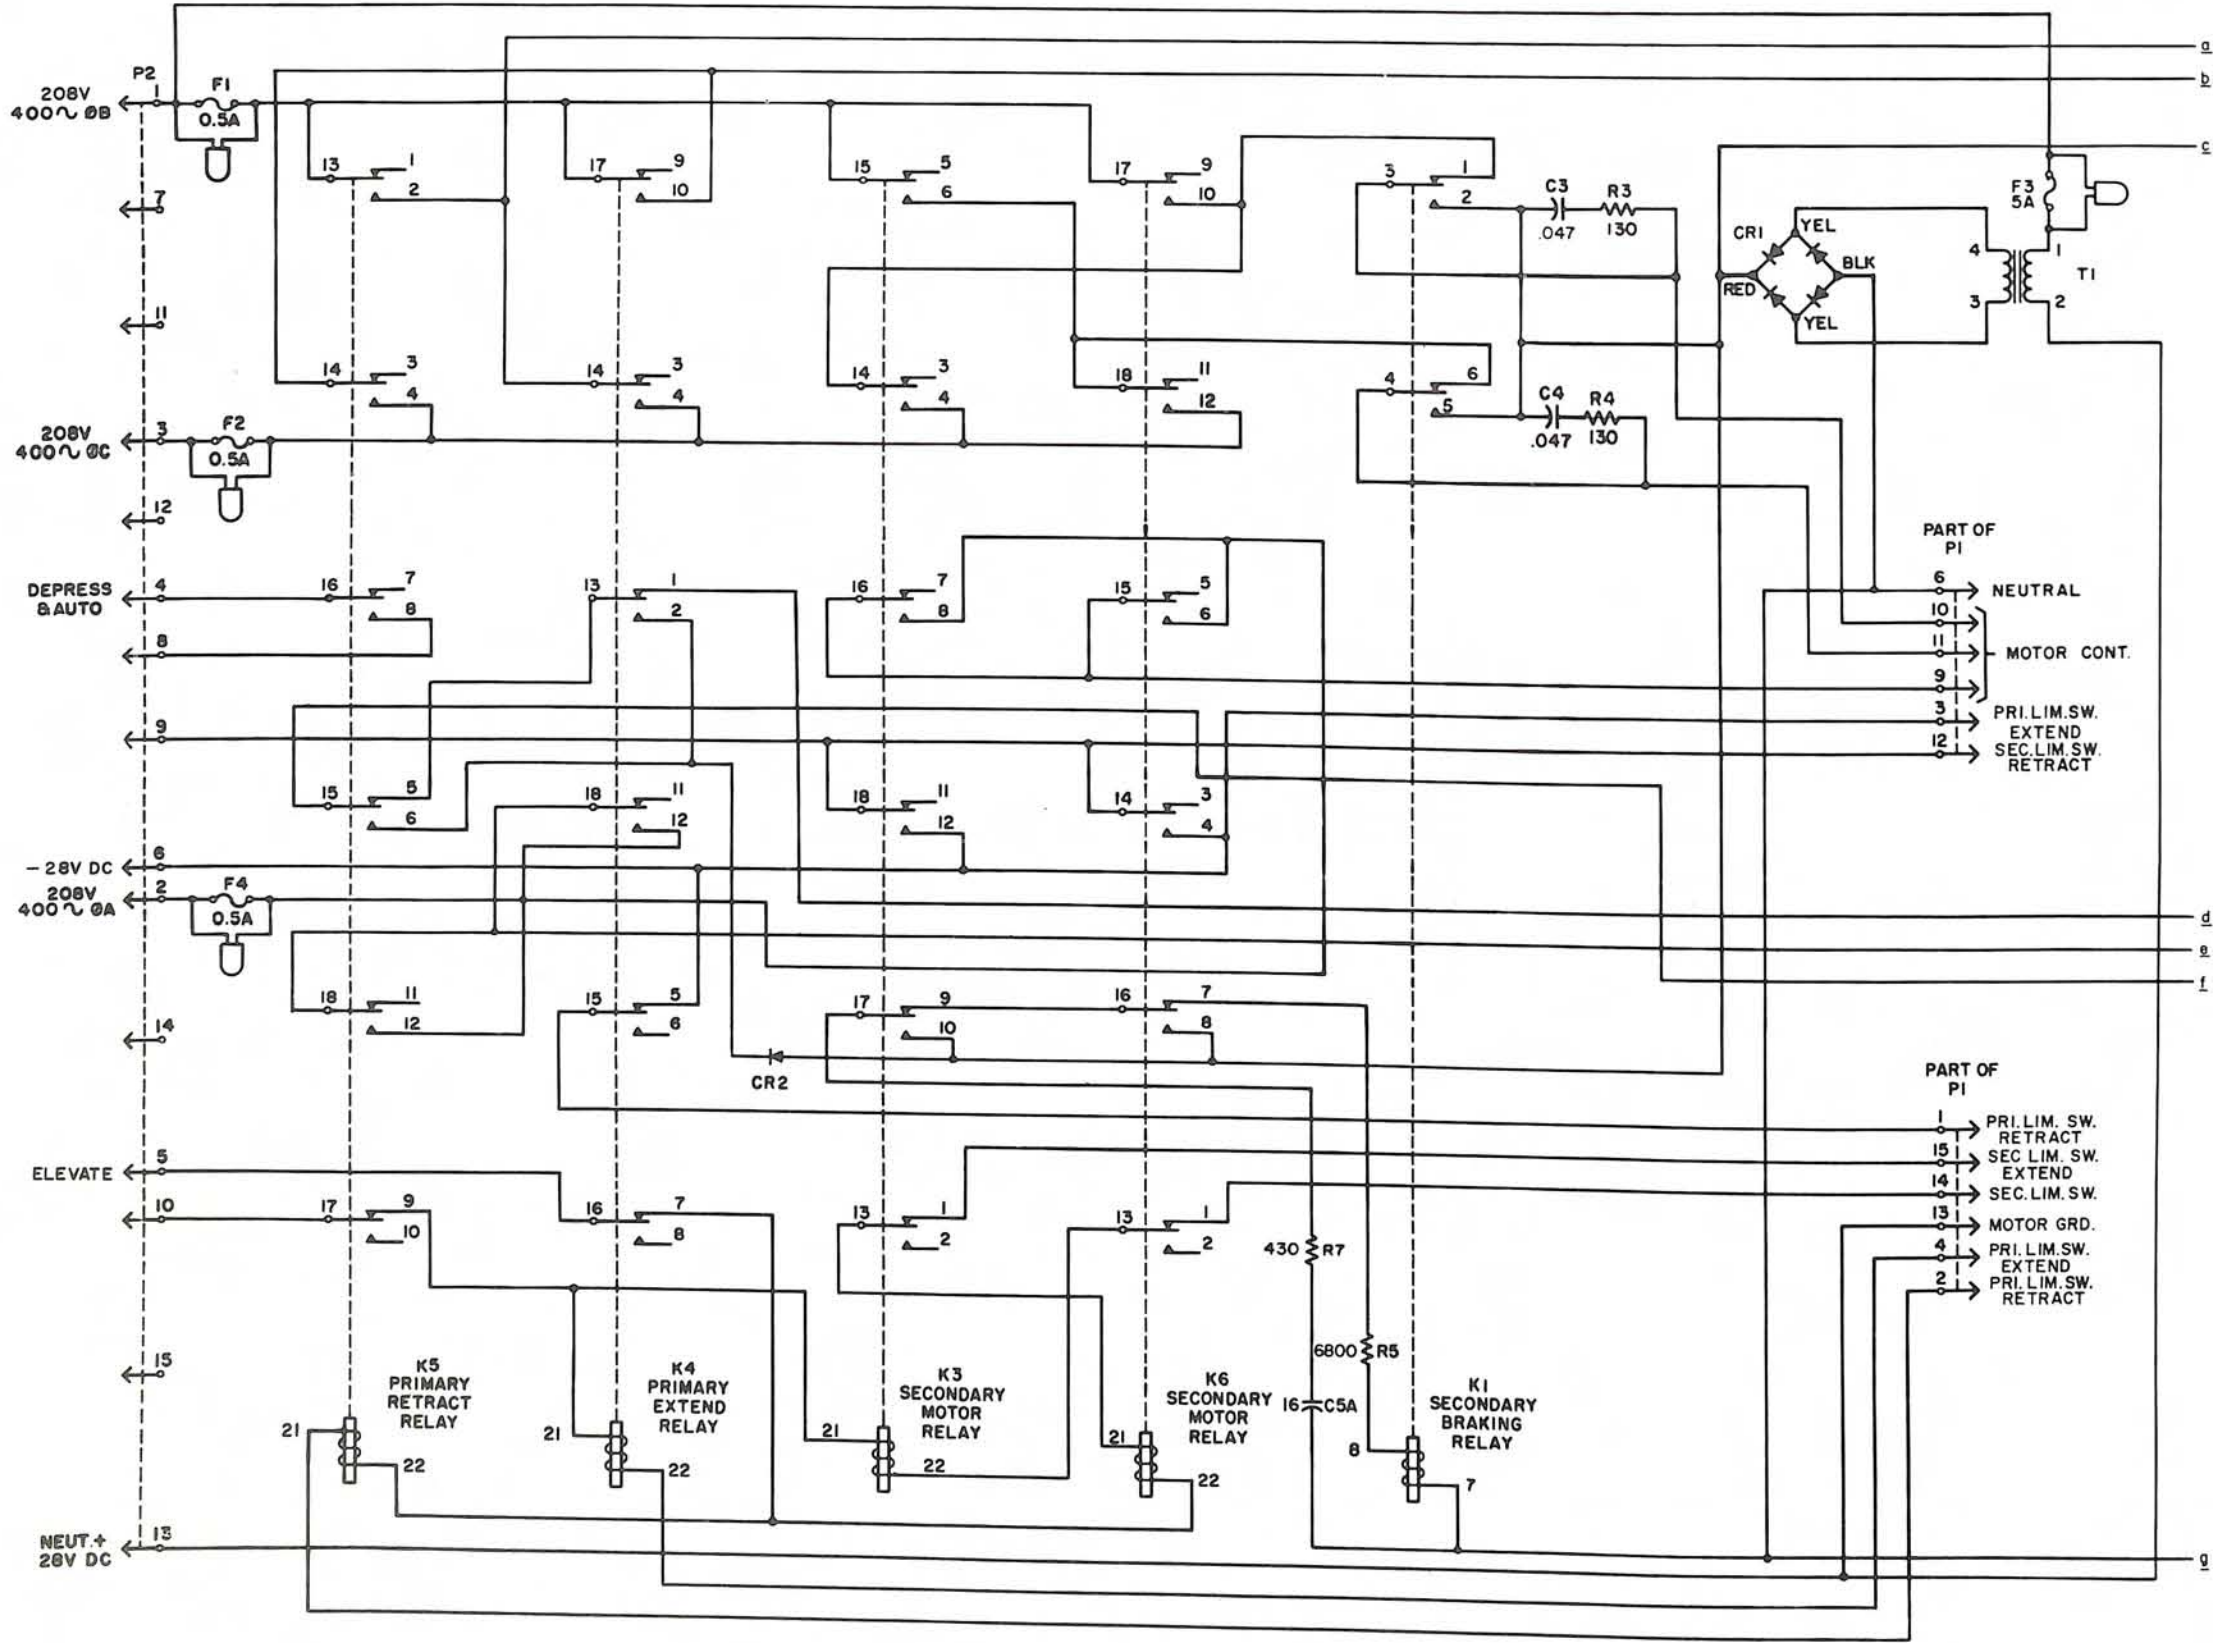 a
P2
F1
b
1
208V
400~ ØB
0.5A
c
13
1
2
17
9
10
15
5
6
17
9
10
3
1
2
C3
R3
.047
130
F3
5A
7
CR1
YEL
BLK
RED
YEL
4
3
1
2
T1
11
14
3
4
14
3
4
14
3
4
18
11
12
4
6
5
C4
R4
.047
130
3
208V
400~ ØC
F2
0.5A
12
PART OF
P1
DEPRESS
& AUTO
4
16
7
8
13
1
2
16
7
8
15
5
6
6
NEUTRAL
10
11
MOTOR CONT.
9
8
3
PRI.LIM.SW.
EXTEND
12
SEC.LIM.SW.
RETRACT
9
15
5
6
18
11
12
18
11
12
14
3
4
-28V DC
6
208V
400~ ØA
2
F4
0.5A
d
e
f
18
11
12
15
5
6
17
9
10
16
7
8
14
CR2
PART OF
P1
1
PRI.LIM. SW.
RETRACT
15
SEC LIM. SW.
EXTEND
14
SEC.LIM.SW.
13
MOTOR GRD.
4
PRI.LIM.SW.
EXTEND
2
PRI.LIM.SW.
RETRACT
ELEVATE
5
10
17
9
10
16
7
8
13
1
2
13
1
2
430
R7
6800
R5
16
C5A
15
K5
PRIMARY
RETRACT
RELAY
K4
PRIMARY
EXTEND
RELAY
K3
SECONDARY
MOTOR
RELAY
K6
SECONDARY
MOTOR
RELAY
K1
SECONDARY
BRAKING
RELAY
21
22
21
22
21
22
21
22
8
7
NEUT.+
28V DC
13
g